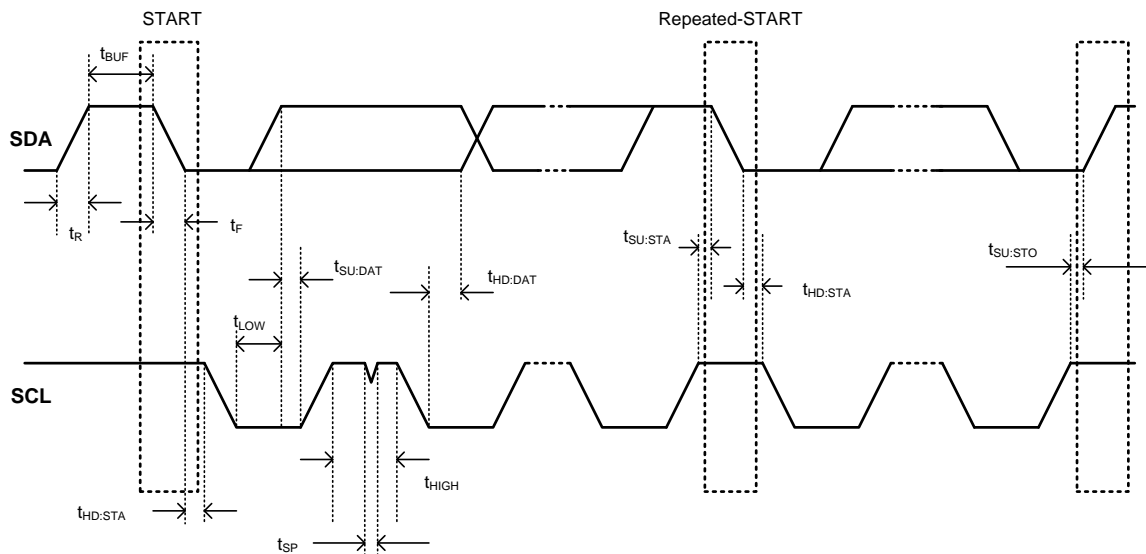 START
Repeated-START
tBUF
SDA
tR
tF
tSU:STA
tSU:STO
tSU:DAT
tHD:DAT
tHD:STA
tLOW
SCL
tHIGH
tHD:STA
tSP